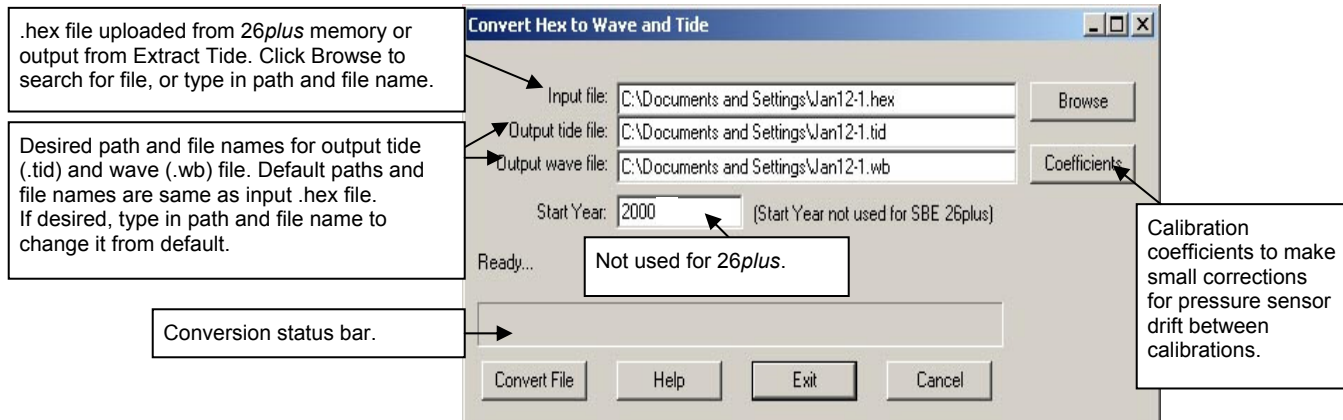 .hex file uploaded from 26plus memory or
output from Extract Tide. Click Browse to
search for file, or type in path and file name.
Desired path and file names for output tide
(.tid) and wave (.wb) file. Default paths and
file names are same as input .hex file.
If desired, type in path and file name to
change it from default.
Convert Hex to Wave and Tide
Input file: C:\Documents and Settings\Jan12-1.hex Browse
Output tide file: C:\Documents and Settings\Jan12-1.tid
Output wave file: C:\Documents and Settings\Jan12-1.wb Coefficients
Start Year: 2000 (Start Year not used for SBE 26plus)
Not used for 26plus.
Ready...
Conversion status bar.
Convert File Help Exit Cancel
Calibration
coefficients to make
small corrections
for pressure sensor
drift between
calibrations.